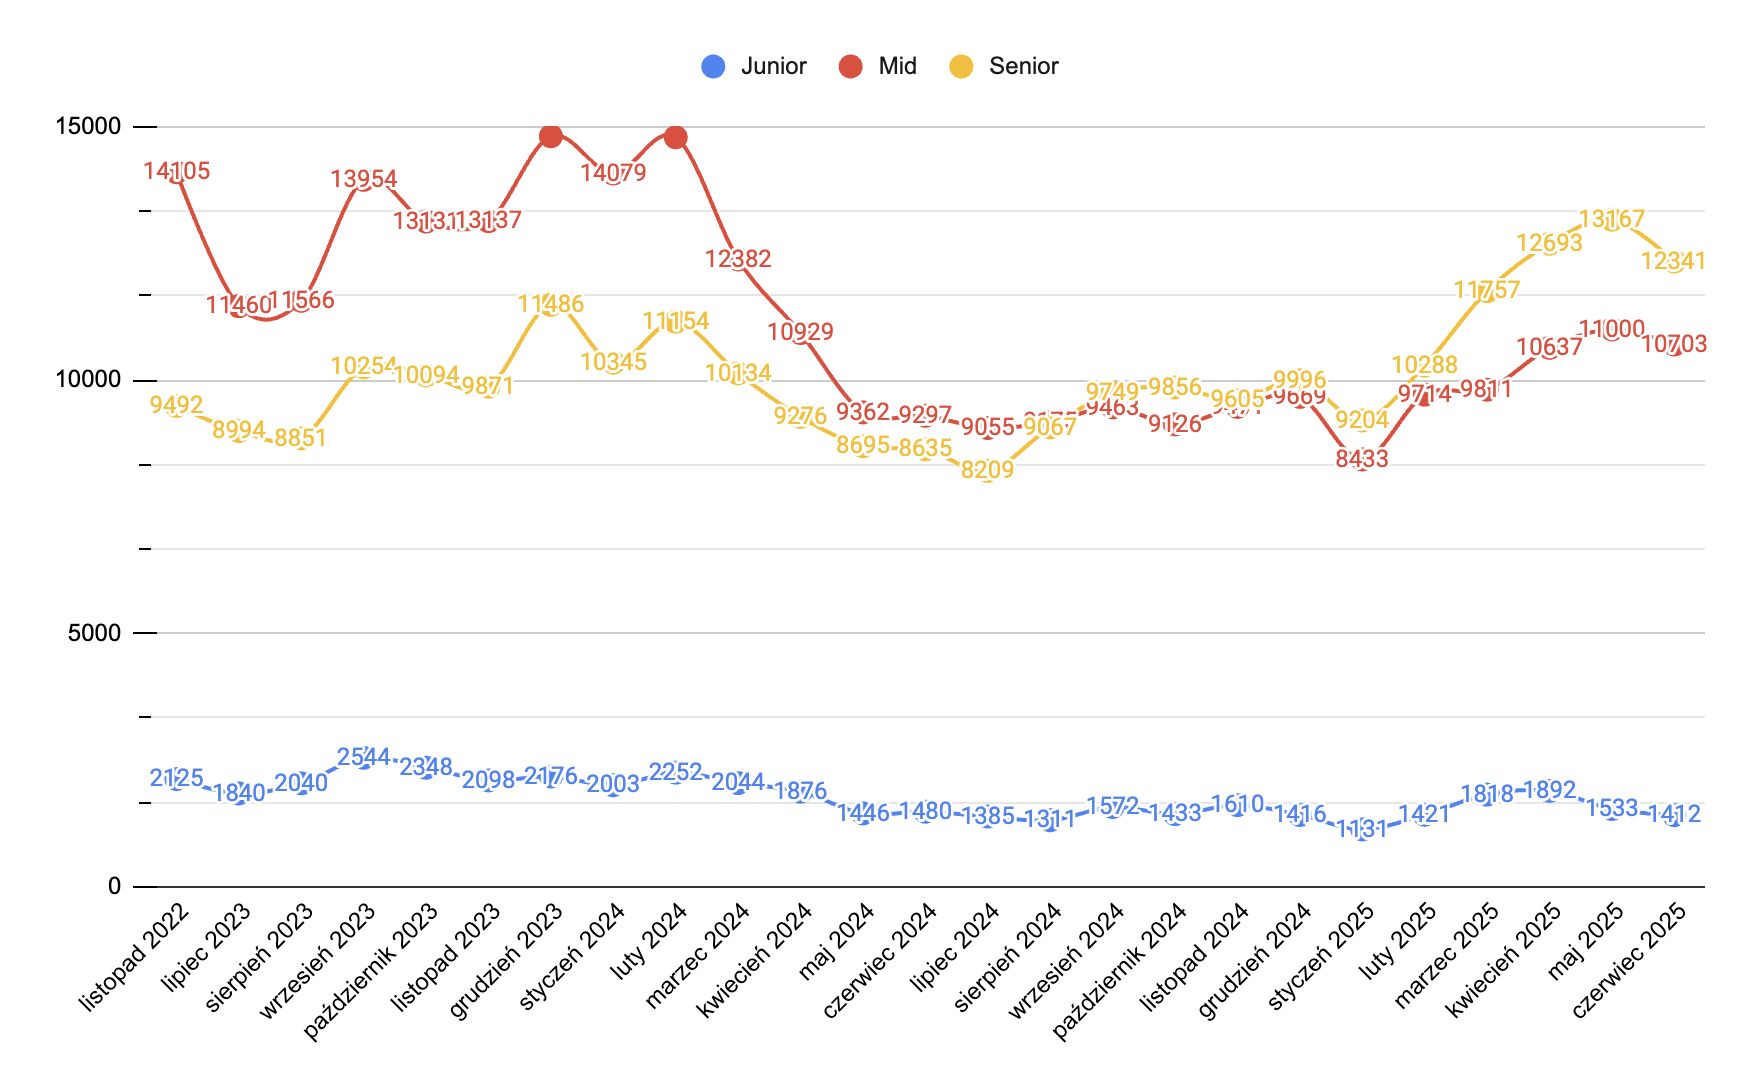 Junior Mid Senior
15000
10000
5000
0
14105 11460 11566 13954 13131 13137 14079 12382 10929 9362 9297 9055 9463 9126 9669 8433 9714 9811 10637 11000 10703
9492 8994 8851 10254 10094 9871 11486 10345 11154 10134 9276 8695 8635 8209 9067 9749 9856 9605 9996 9204 10288 11757 12693 13167 12341
2125 1840 2040 2544 2348 2098 2176 2003 2252 2044 1876 1446 1480 1385 1311 1572 1433 1610 1416 1131 1421 1818 1892 1533 1412
listopad 2022
lipiec 2023
sierpień 2023
wrzesień 2023
październik 2023
listopad 2023
grudzień 2023
styczeń 2024
luty 2024
marzec 2024
kwiecień 2024
maj 2024
czerwiec 2024
lipiec 2024
sierpień 2024
wrzesień 2024
październik 2024
listopad 2024
grudzień 2024
styczeń 2025
luty 2025
marzec 2025
kwiecień 2025
maj 2025
czerwiec 2025